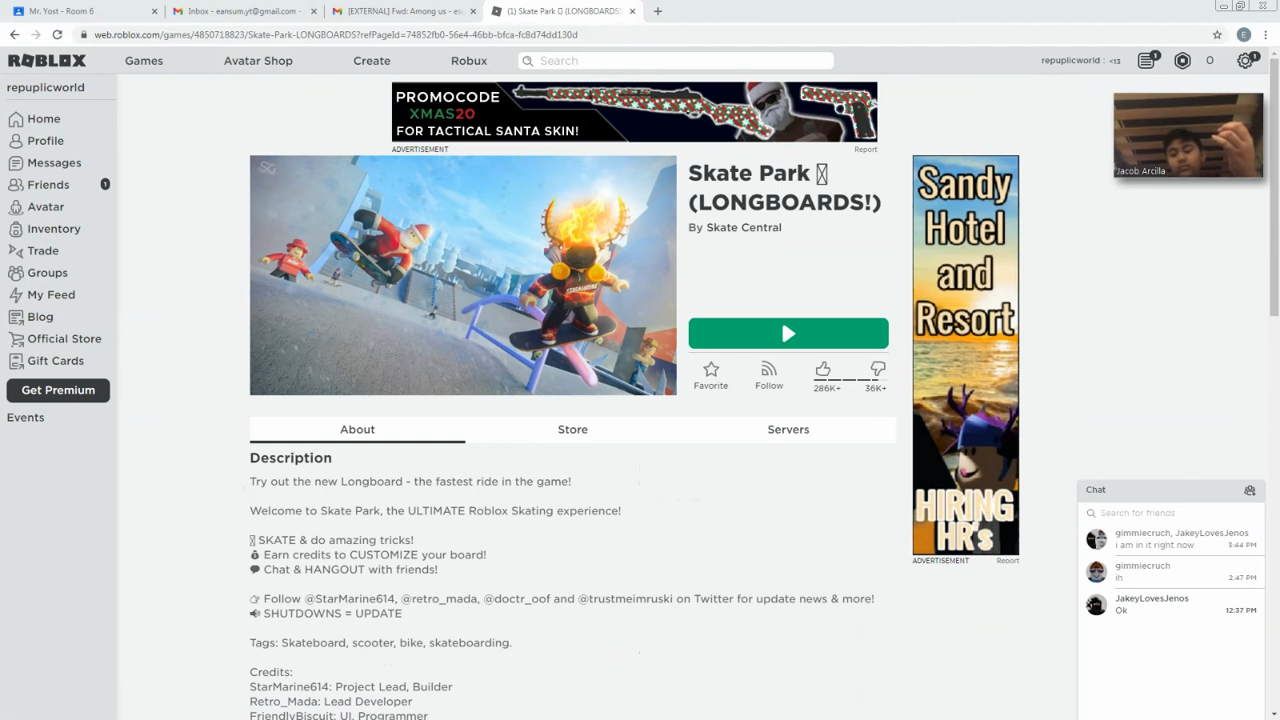 Mr. Yost - Room 6
Inbox - eansum.yt@gmail.com -
[EXTERNAL] Fwd: Among us - es
(1) Skate Park (LONGBOARDS!
web.roblox.com/games/4850718823/Skate-Park-LONGBOARDS?refPageId=74852fb0-56e4-46bb-bfca-fc8d74dd130d
E
ROBLOX
Games
Avatar Shop
Create
Robux
Search
repuplicworld : <13
1
0
1
repuplicworld
Home
Profile
Messages
Friends
1
Avatar
Inventory
Trade
Groups
My Feed
Blog
Official Store
Gift Cards
Get Premium
Events
PROMOCODE
XMAS20
FOR TACTICAL SANTA SKIN!
ADVERTISEMENT
Report
Skate Park
(LONGBOARDS!)
By Skate Central
Favorite
Follow
286K+
36K+
About
Store
Servers
Description
Try out the new Longboard - the fastest ride in the game!
Welcome to Skate Park, the ULTIMATE Roblox Skating experience!
SKATE & do amazing tricks!
💰 Earn credits to CUSTOMIZE your board!
💬 Chat & HANGOUT with friends!
👉 Follow @StarMarine614, @retro_mada, @doctr_oof and @trustmeimruski on Twitter for update news & more!
🔊 SHUTDOWNS = UPDATE
Tags: Skateboard, scooter, bike, skateboarding.
Credits:
StarMarine614: Project Lead, Builder
Retro_Mada: Lead Developer
FriendlyBiscuit: UI, Programmer
Sandy
Hotel
and
Resort
HIRING
HR's
ADVERTISEMENT
Report
Jacob Arcilla
Chat
Search for friends
gimmiecruch, JakeyLovesJenos
i am in it right now
3:44 PM
gimmiecruch
ih
2:47 PM
JakeyLovesJenos
Ok
12:37 PM